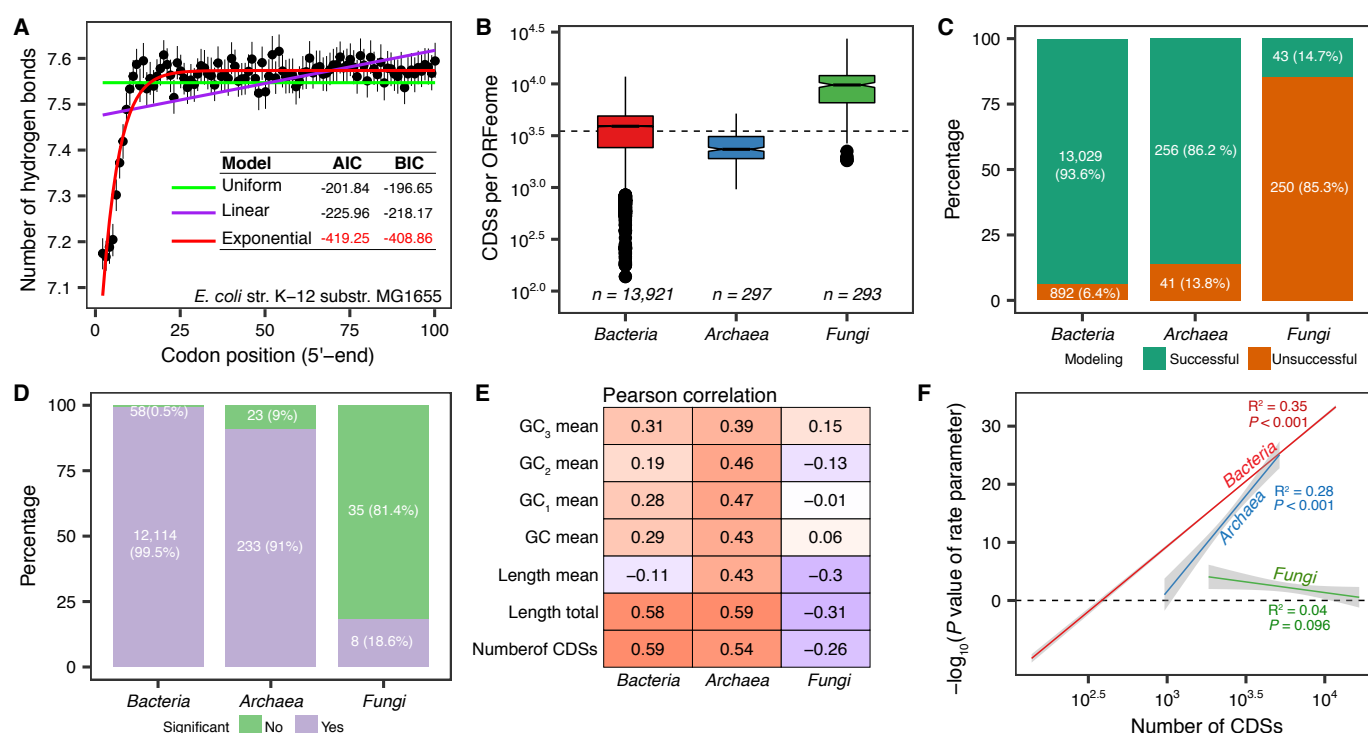 A
Number of hydrogen bonds
7.6
7.5
7.4
7.3
7.2
7.1
Model AIC BIC
Uniform -201.84 -196.65
Linear -225.96 -218.17
Exponential -419.25 -408.86
E. coli str. K−12 substr. MG1655
0 25 50 75 100
Codon position (5'−end)
B
CDSs per ORFeome
10^4.5
10^4.0
10^3.5
10^3.0
10^2.5
10^2.0
n = 13,921 n = 297 n = 293
Bacteria Archaea Fungi
C
Percentage
100
75
50
25
0
43 (14.7%)
13,029
(93.6%)
256 (86.2 %)
250 (85.3%)
892 (6.4%)
41 (13.8%)
Bacteria Archaea Fungi
Modeling Successful Unsuccessful
D
Percentage
100
75
50
25
0
58(0.5%)
23 (9%)
35 (81.4%)
12,114
(99.5%)
233 (91%)
8 (18.6%)
Bacteria Archaea Fungi
Significant No Yes
E
Pearson correlation
GC₃ mean 0.31 0.39 0.15
GC₂ mean 0.19 0.46 −0.13
GC₁ mean 0.28 0.47 −0.01
GC mean 0.29 0.43 0.06
Length mean −0.11 0.43 −0.3
Length total 0.58 0.59 −0.31
Numberof CDSs 0.59 0.54 −0.26
Bacteria Archaea Fungi
F
−log₁₀(P value of rate parameter)
30
20
10
0
R² = 0.35
P < 0.001
Bacteria
R² = 0.28
P < 0.001
Archaea
Fungi
R² = 0.04
P = 0.096
10^2.5 10^3 10^3.5 10^4
Number of CDSs